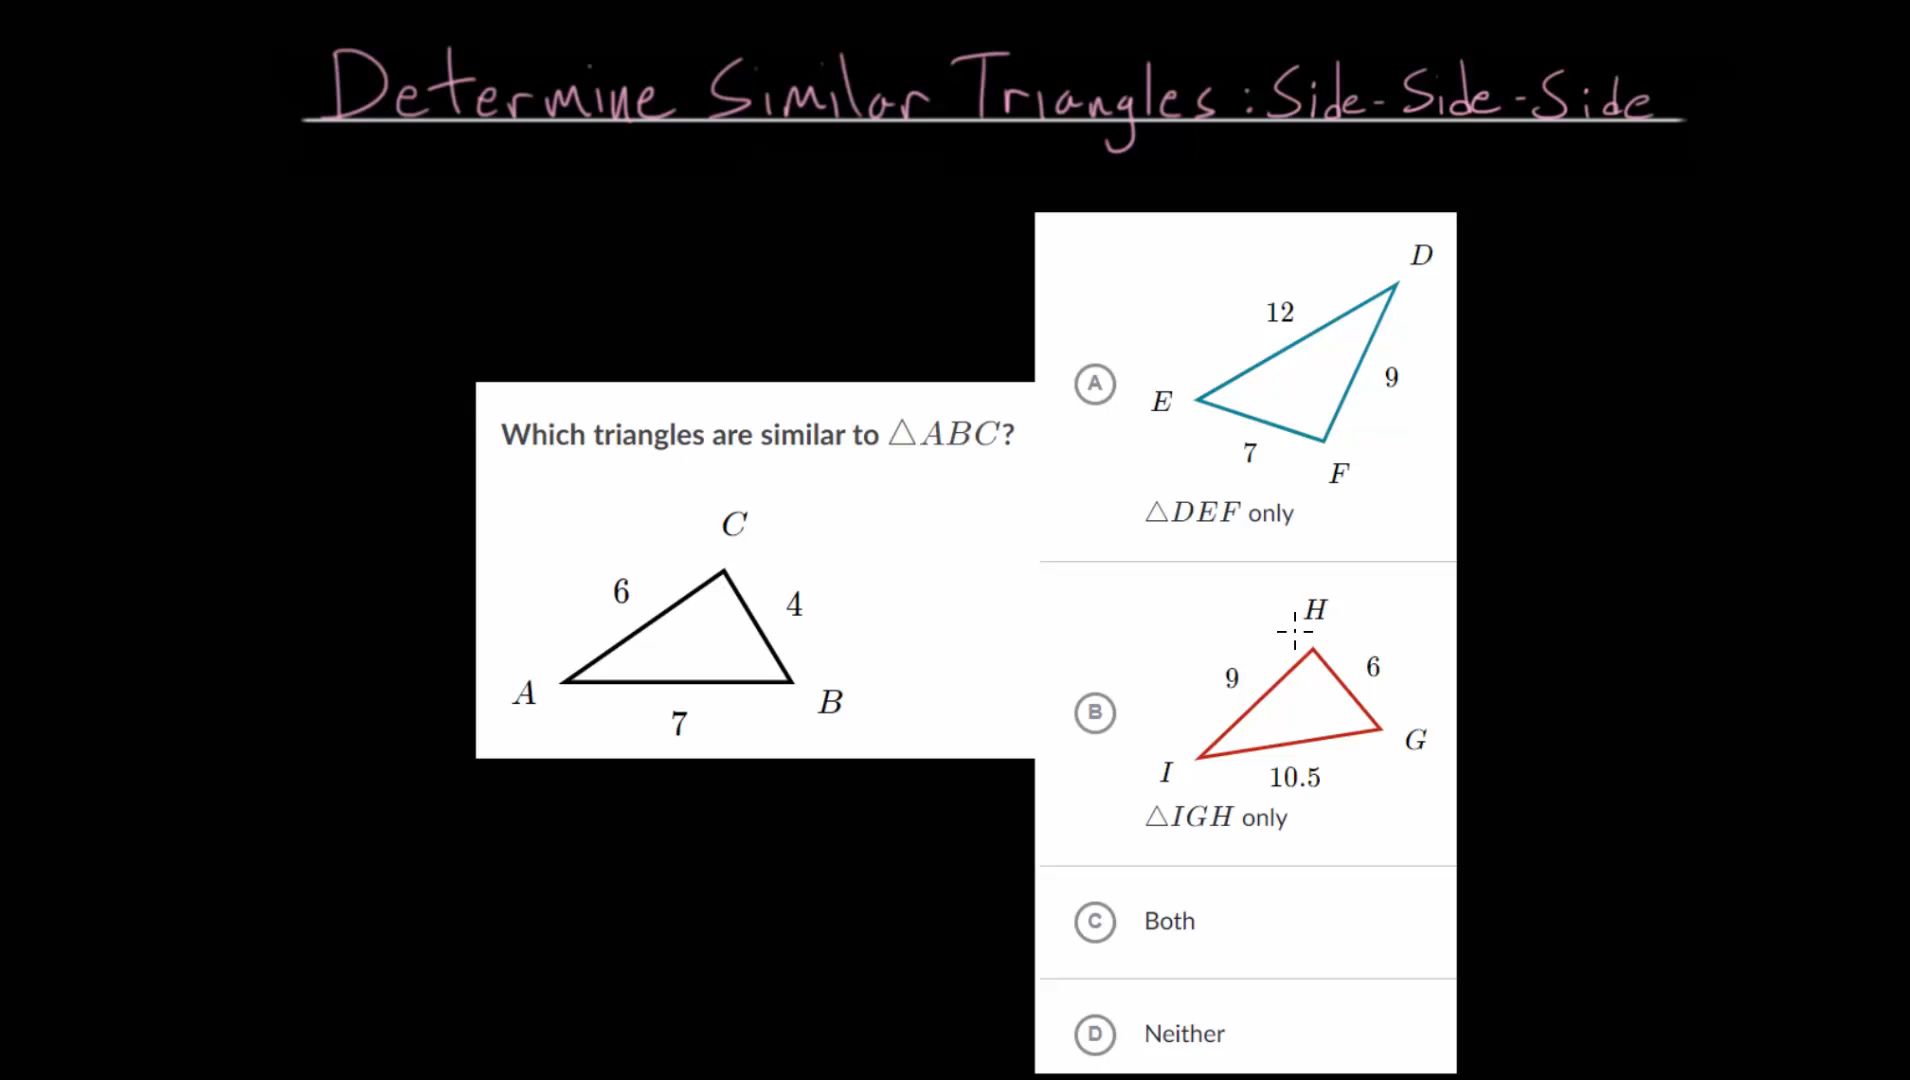 Determine Similar Triangles: Side-Side-Side
Which triangles are similar to △ABC?
C
6
4
A
B
7
D
12
9
A
E
7
F
△DEF only
H
9
6
B
G
I
10.5
△IGH only
C
Both
D
Neither